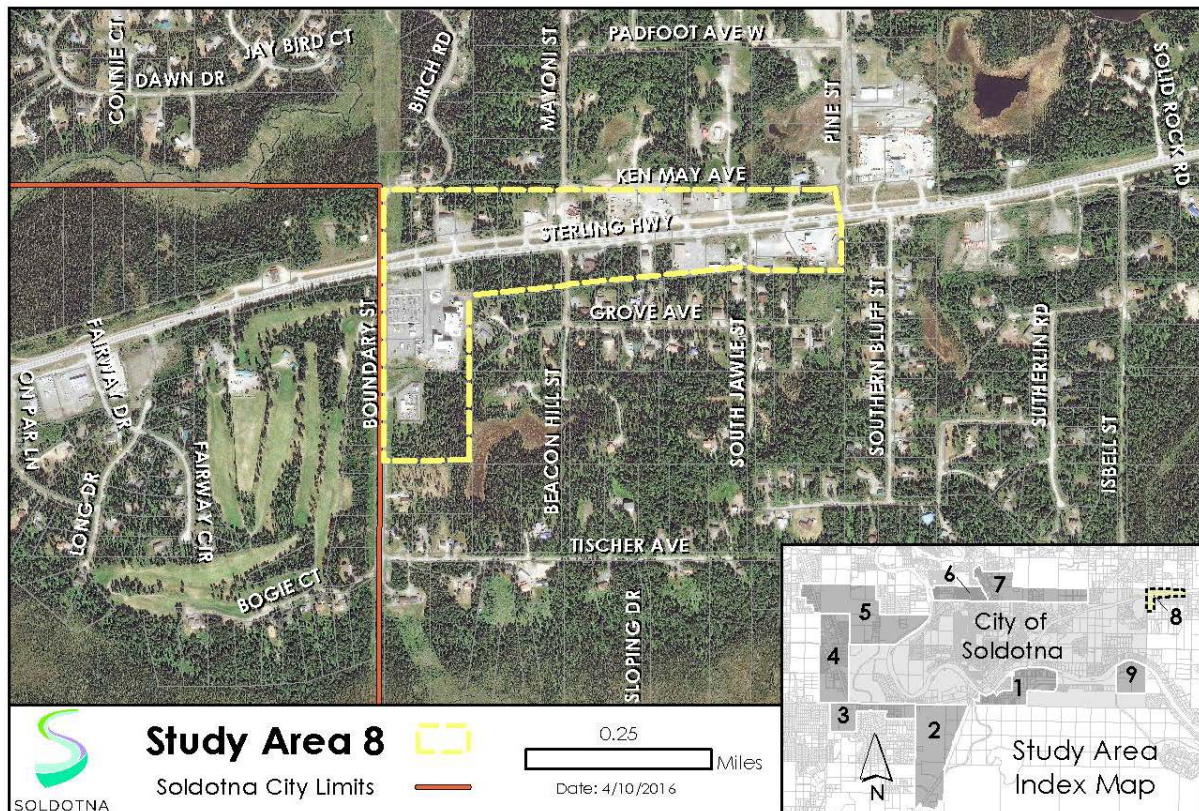 CONNIE CT
JAY BIRD CT
DAWN DR
BIRCH RD
MAYONI ST
PADFOOT AVE W
PINE ST
SOLID ROCK RD
KEN MAY AVE
STERLING HWY
FAIRWAY DR
ON PAR LN
LONG DR
FAIRWAY CIR
BOGIE CT
BOUNDARY ST
GROVE AVE
BEACON HILL ST
SOUTH JAWLE ST
SOUTHERN BLUFF ST
SUTHERLIN RD
ISBELL ST
TISCHER AVE
SLOPING DR
SOLDOTNA
Study Area 8
Soldotna City Limits
0.25
Miles
Date: 4/10/2016
6
7
5
City of
Soldotna
8
4
9
1
3
2
N
Study Area
Index Map